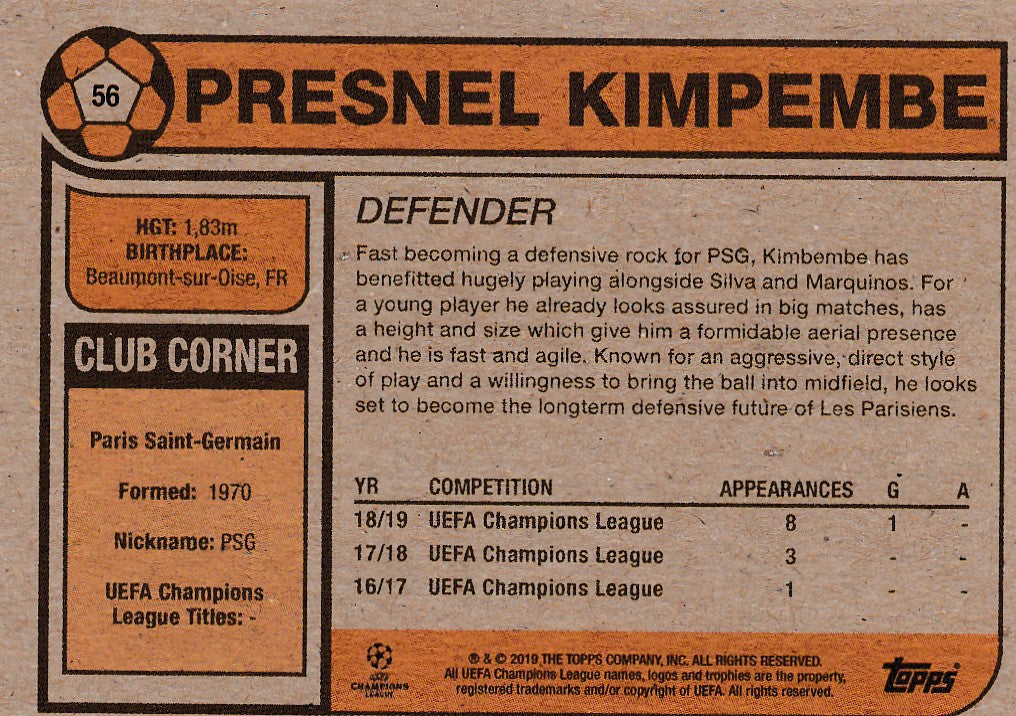 56
PRESNEL KIMPEMBE
HGT: 1,83m
BIRTHPLACE:
Beaumont-sur-Oise, FR
CLUB CORNER
Paris Saint-Germain
Formed: 1970
Nickname: PSG
UEFA Champions
League Titles: -
DEFENDER
Fast becoming a defensive rock for PSG, Kimbembe has
benefitted hugely playing alongside Silva and Marquinos. For
a young player he already looks assured in big matches, has
a height and size which give him a formidable aerial presence
and he is fast and agile. Known for an aggressive, direct style
of play and a willingness to bring the ball into midfield, he looks
set to become the longterm defensive future of Les Parisiens.
YR COMPETITION APPEARANCES G A
18/19 UEFA Champions League 8 1 -
17/18 UEFA Champions League 3 - -
16/17 UEFA Champions League 1 - -
UEFA
CHAMPIONS
LEAGUE
® & © 2019 THE TOPPS COMPANY, INC. ALL RIGHTS RESERVED.
All UEFA Champions League names, logos and trophies are the property,
registered trademarks and/or copyright of UEFA. All rights reserved.
topps